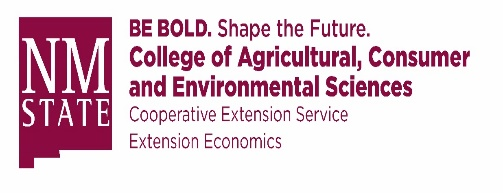 NM
STATE
BE BOLD. Shape the Future.
College of Agricultural, Consumer
and Environmental Sciences
Cooperative Extension Service
Extension Economics